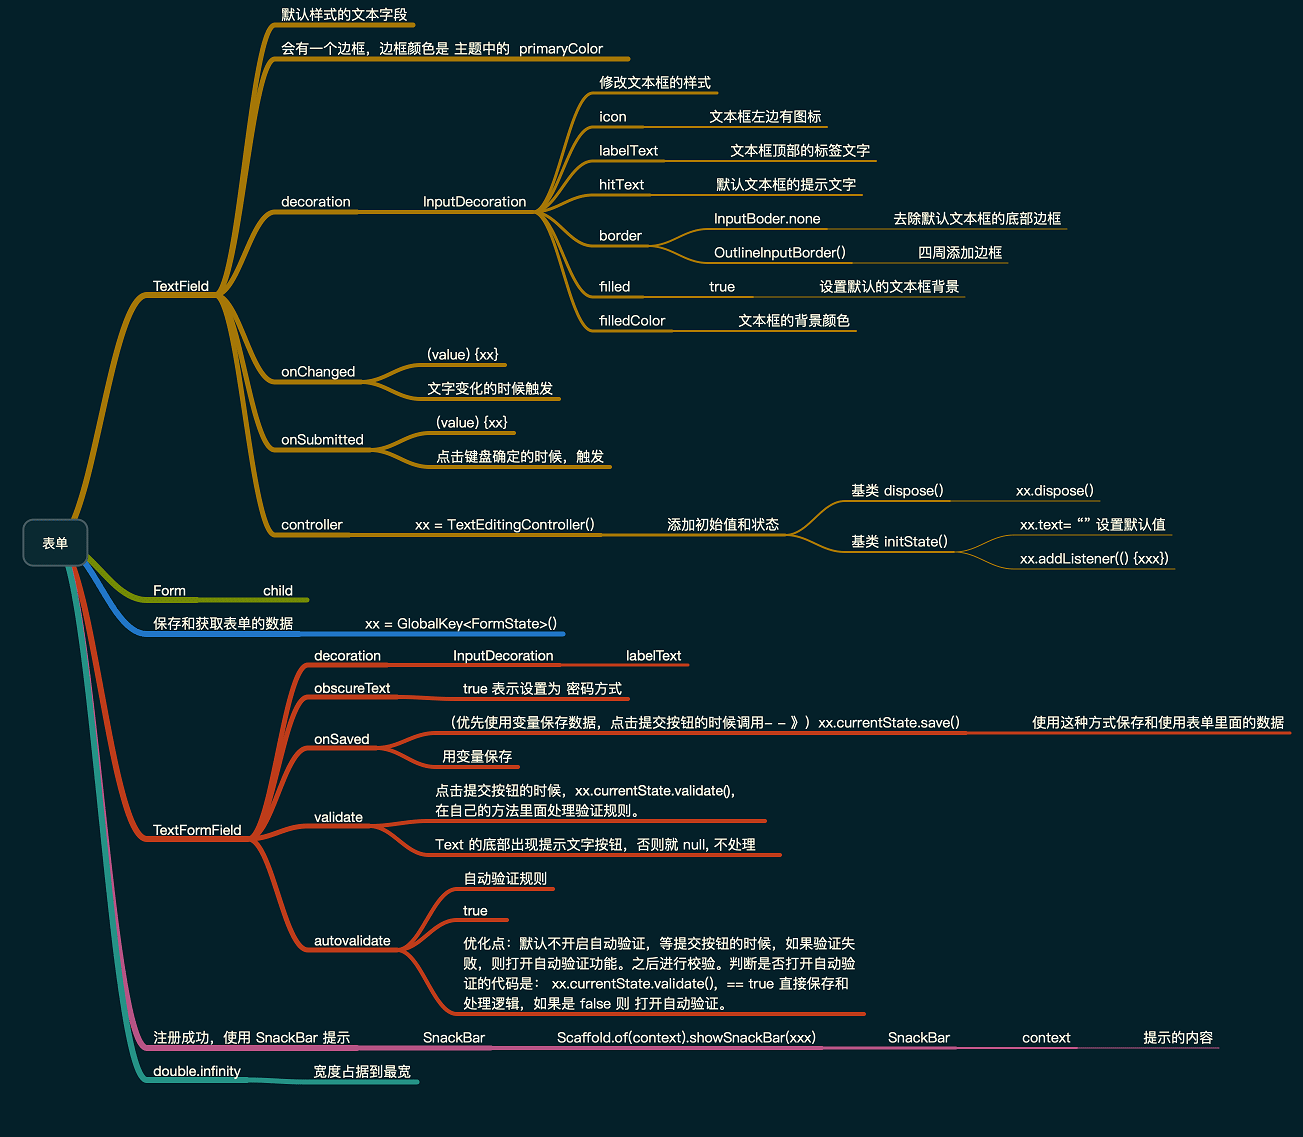 默认样式的文本字段
会有一个边框，边框颜色是 主题中的 primaryColor
修改文本框的样式
icon 文本框左边有图标
labelText 文本框顶部的标签文字
hitText 默认文本框的提示文字
decoration InputDecoration
InputBoder.none 去除默认文本框的底部边框
border
OutlineInputBorder() 四周添加边框
TextField
filled true 设置默认的文本框背景
filledColor 文本框的背景颜色
(value) {xx}
onChanged
文字变化的时候触发
(value) {xx}
onSubmitted
点击键盘确定的时候，触发
基类 dispose() xx.dispose()
controller xx = TextEditingController() 添加初始值和状态
xx.text= “” 设置默认值
基类 initState()
xx.addListener(() {xxx})
表单
Form child
保存和获取表单的数据 xx = GlobalKey<FormState>()
decoration InputDecoration labelText
obscureText true 表示设置为 密码方式
（优先使用变量保存数据，点击提交按钮的时候调用- - 》）xx.currentState.save() 使用这种方式保存和使用表单里面的数据
onSaved
用变量保存
点击提交按钮的时候，xx.currentState.validate(),
在自己的方法里面处理验证规则。
validate
TextFormField
Text 的底部出现提示文字按钮，否则就 null, 不处理
自动验证规则
true
autovalidate
优化点：默认不开启自动验证，等提交按钮的时候，如果验证失
败，则打开自动验证功能。之后进行校验。判断是否打开自动验
证的代码是： xx.currentState.validate(), == true 直接保存和
处理逻辑，如果是 false 则 打开自动验证。
注册成功，使用 SnackBar 提示 SnackBar Scaffold.of(context).showSnackBar(xxx) SnackBar context 提示的内容
double.infinity 宽度占据到最宽